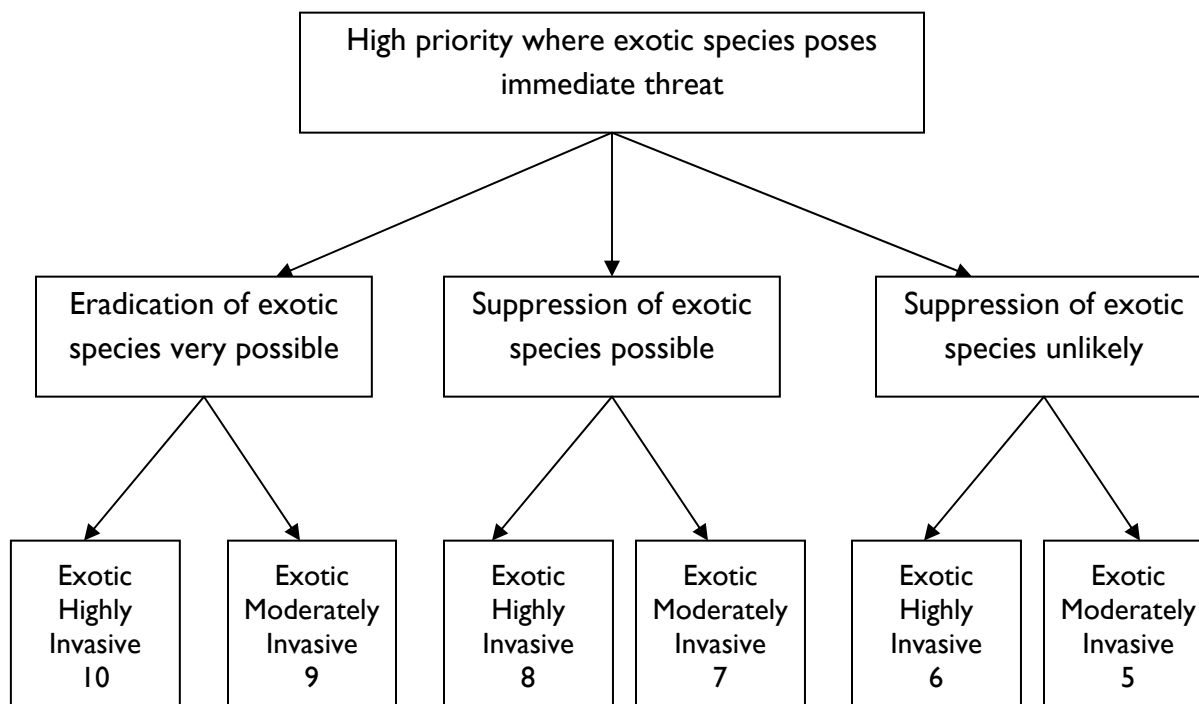 High priority where exotic species poses
immediate threat
Eradication of exotic
species very possible
Suppression of exotic
species possible
Suppression of exotic
species unlikely
Exotic
Highly
Invasive
10
Exotic
Moderately
Invasive
9
Exotic
Highly
Invasive
8
Exotic
Moderately
Invasive
7
Exotic
Highly
Invasive
6
Exotic
Moderately
Invasive
5